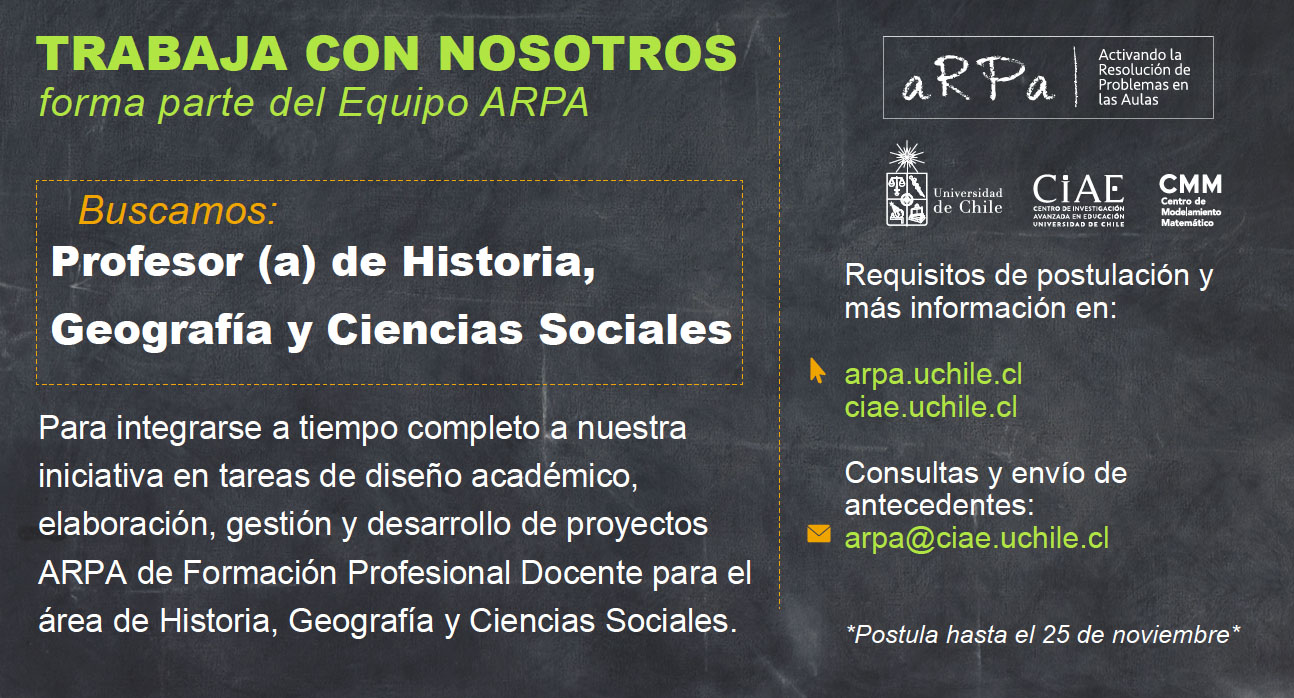 TRABAJA CON NOSOTROS
forma parte del Equipo ARPA
Buscamos:
Profesor (a) de Historia,
Geografía y Ciencias Sociales
Para integrarse a tiempo completo a nuestra
iniciativa en tareas de diseño académico,
elaboración, gestión y desarrollo de proyectos
ARPA de Formación Profesional Docente para el
área de Historia, Geografía y Ciencias Sociales.
aRPa
Activando la
Resolución de
Problemas en
las Aulas
Universidad
de Chile
CiAE
CENTRO DE INVESTIGACIÓN
AVANZADA EN EDUCACIÓN
UNIVERSIDAD DE CHILE
CMM
Centro de
Modelamiento
Matemático
Requisitos de postulación y
más información en:
arpa.uchile.cl
ciae.uchile.cl
Consultas y envío de
antecedentes:
arpa@ciae.uchile.cl
*Postula hasta el 25 de noviembre*